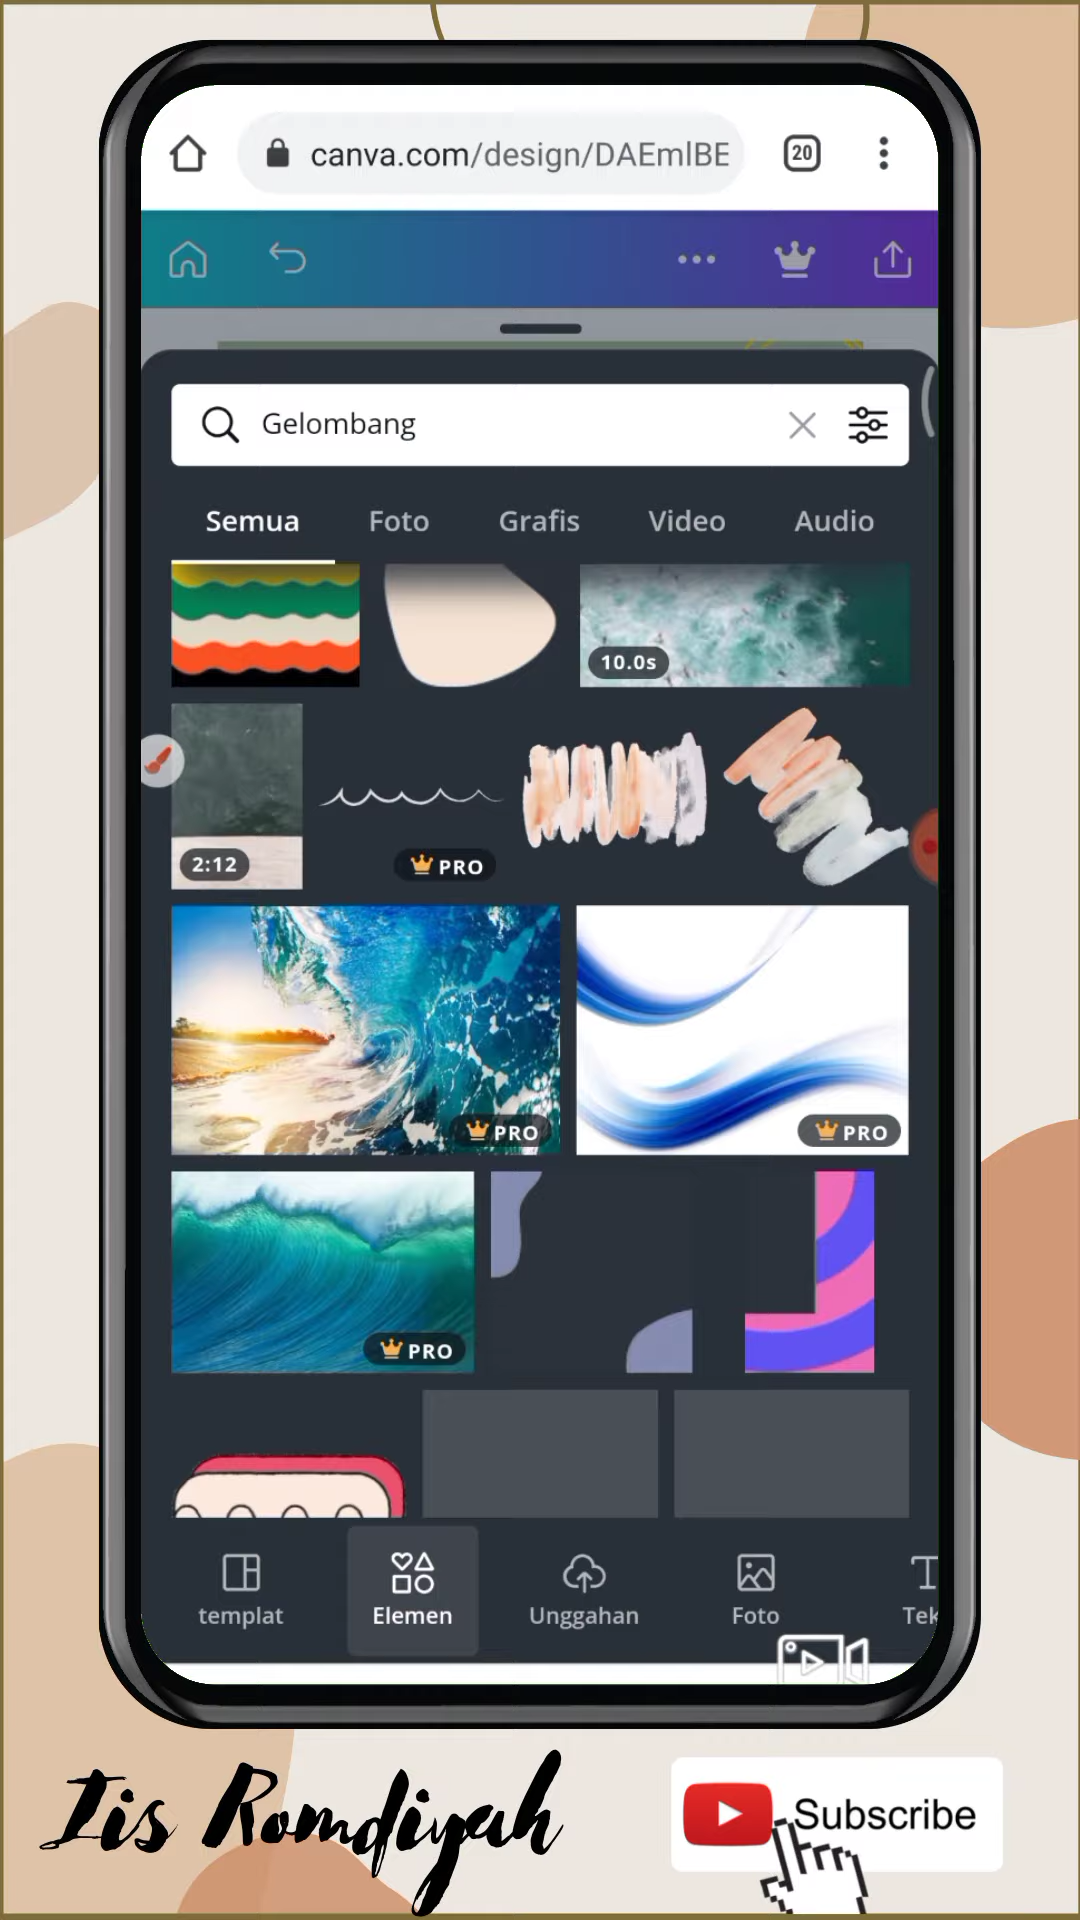 canva.com/design/DAEmlBE
20
Gelombang
Semua
Foto
Grafis
Video
Audio
10.0s
2:12
PRO
PRO
PRO
PRO
templat
Elemen
Unggahan
Foto
Tek
Iis Romdiyah
Subscribe